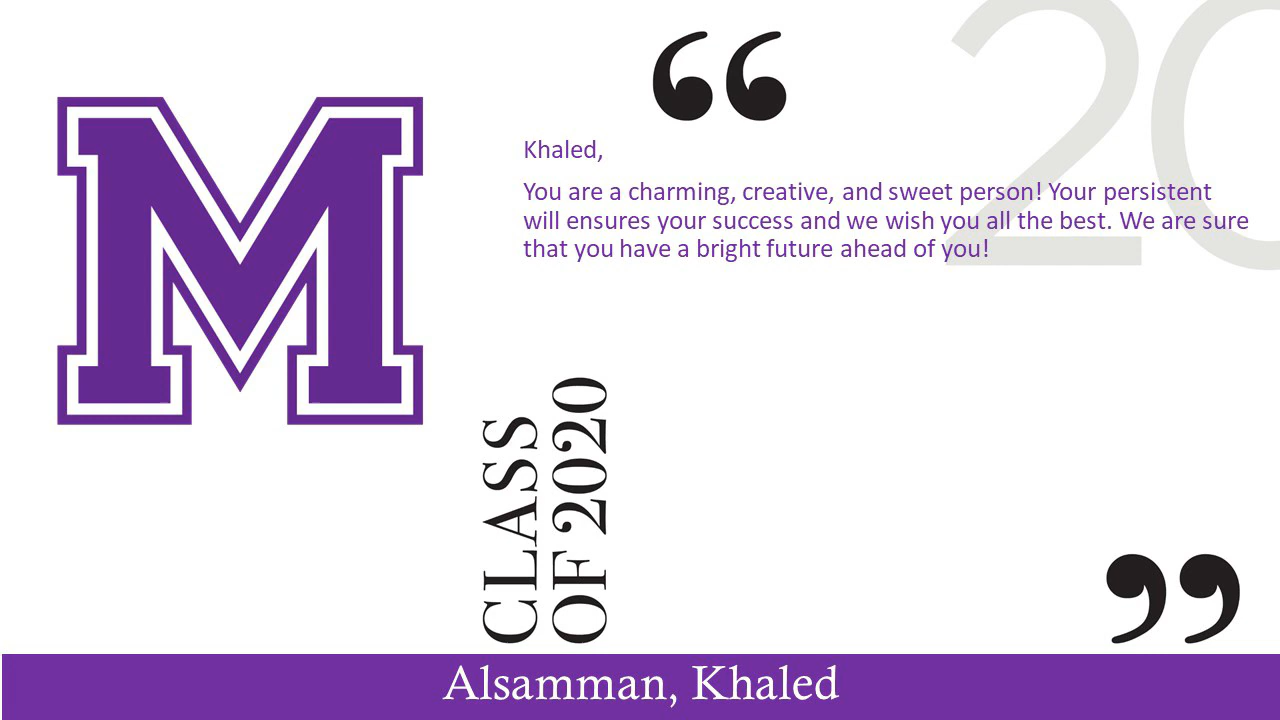 M
20
Khaled,
You are a charming, creative, and sweet person! Your persistent
will ensures your success and we wish you all the best. We are sure
that you have a bright future ahead of you!
CLASS
OF 2020
Alsamman, Khaled